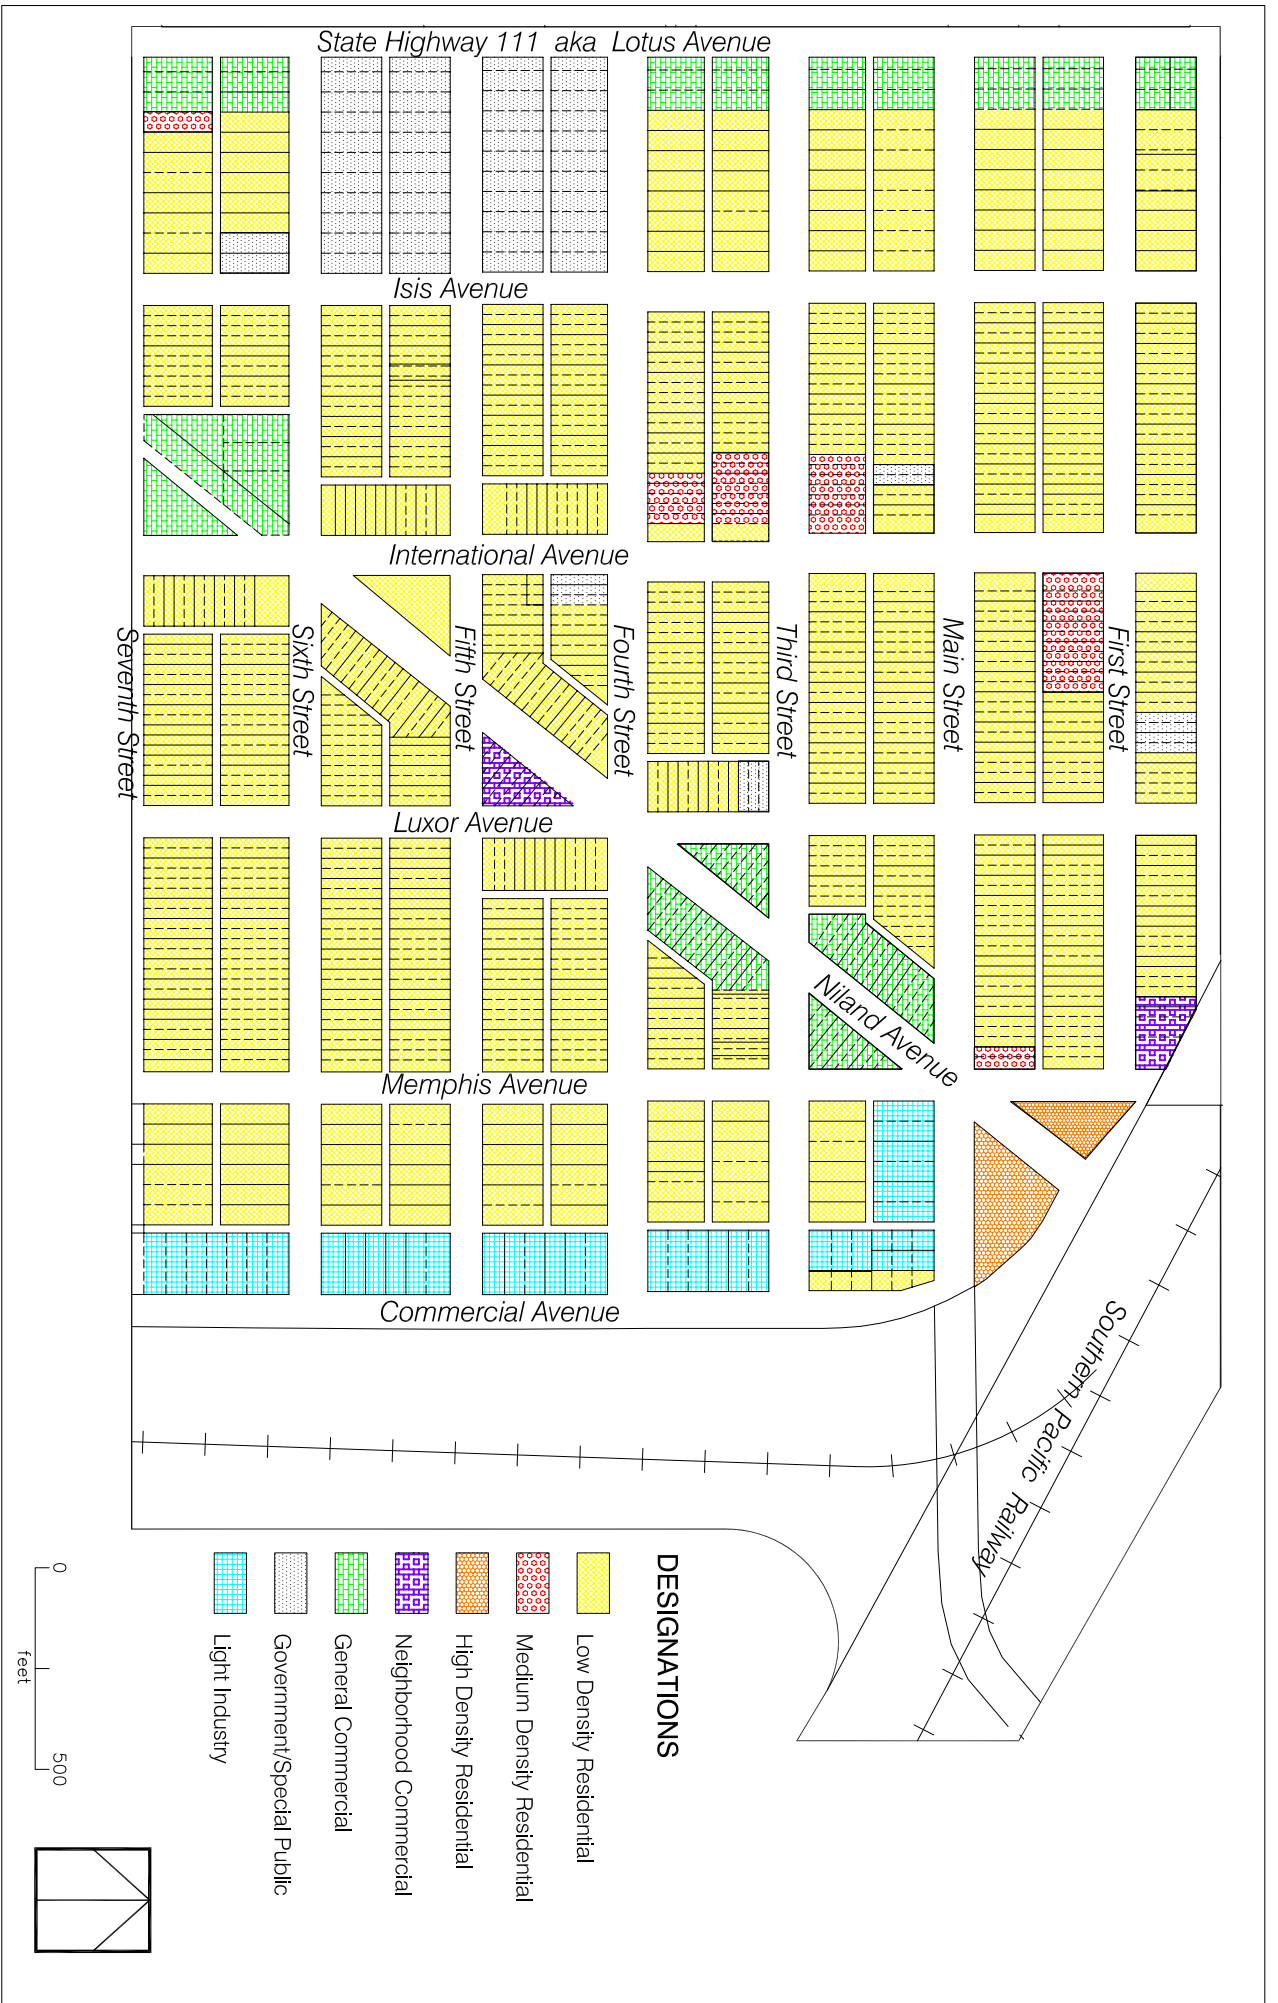 State Highway 111 aka Lotus Avenue
Isis Avenue
International Avenue
Seventh Street
Sixth Street
Fifth Street
Fourth Street
Third Street
Main Street
First Street
Luxor Avenue
Niland Avenue
Memphis Avenue
Commercial Avenue
Southern Pacific Railway
DESIGNATIONS
Low Density Residential
Medium Density Residential
High Density Residential
Neighborhood Commercial
General Commercial
Government/Special Public
Light Industry
0 500
feet